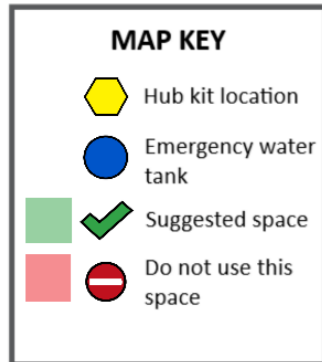 MAP KEY
Hub kit location
Emergency water
tank
Suggested space
Do not use this
space